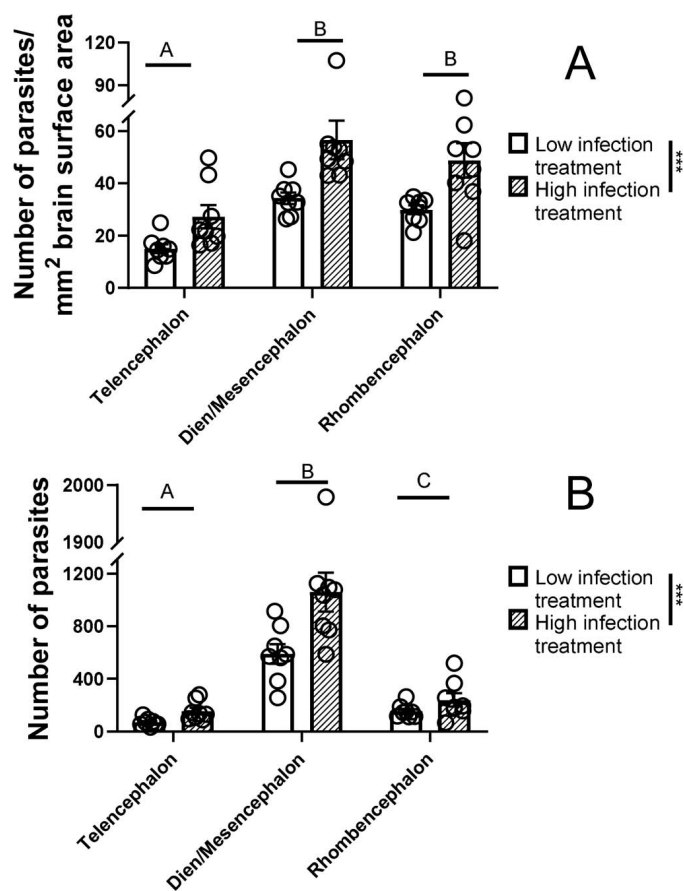 Number of parasites/
mm2 brain surface area
120
90
60
40
20
0
A
B
B
A
Low infection
treatment
High infection
treatment
***
Telencephalon
Dien/Mesencephalon
Rhombencephalon
Number of parasites
2000
1900
1200
800
400
0
A
B
C
B
Low infection
treatment
High infection
treatment
***
Telencephalon
Dien/Mesencephalon
Rhombencephalon